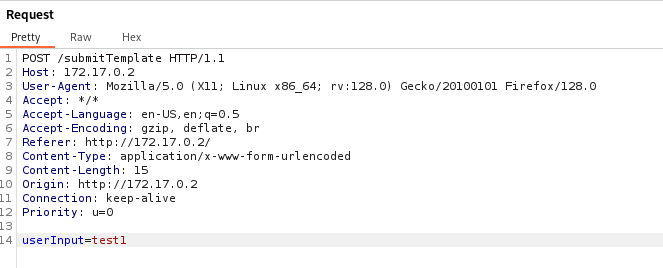 Request
Pretty Raw Hex
1 POST /submitTemplate HTTP/1.1
2 Host: 172.17.0.2
3 User-Agent: Mozilla/5.0 (X11; Linux x86_64; rv:128.0) Gecko/20100101 Firefox/128.0
4 Accept: */*
5 Accept-Language: en-US,en;q=0.5
6 Accept-Encoding: gzip, deflate, br
7 Referer: http://172.17.0.2/
8 Content-Type: application/x-www-form-urlencoded
9 Content-Length: 15
10 Origin: http://172.17.0.2
11 Connection: keep-alive
12 Priority: u=0
13
14 userInput=test1